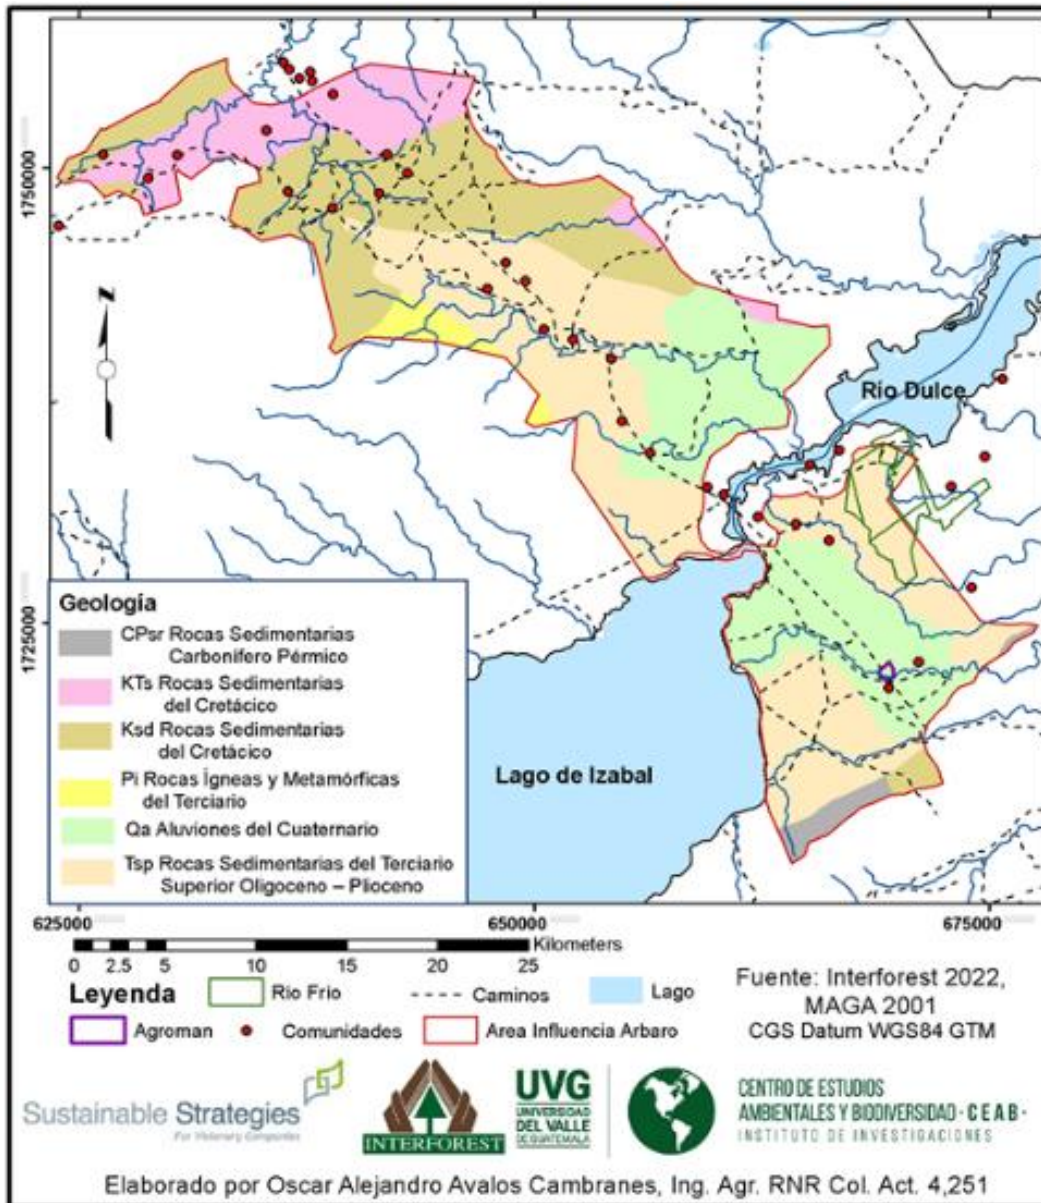 1750000
N
Río Dulce
1725000
Geología
CPsr Rocas Sedimentarias
Carbonífero Pérmico
KTs Rocas Sedimentarias
del Cretácico
Ksd Rocas Sedimentarias
del Cretácico
Pi Rocas Ígneas y Metamórficas
del Terciario
Qa Aluviones del Cuaternario
Tsp Rocas Sedimentarias del Terciario
Superior Oligoceno – Plioceno
Lago de Izabal
625000 650000 675000
Kilometers
0 2.5 5 10 15 20 25
Leyenda
Río Frío
Caminos
Lago
Agroman
Comunidades
Area Influencia Arbaro
Fuente: Interforest 2022,
MAGA 2001
CGS Datum WGS84 GTM
Sustainable Strategies
For Visionary Companies
INTERFOREST
UVG
UNIVERSIDAD
DEL VALLE
DE GUATEMALA
CENTRO DE ESTUDIOS
AMBIENTALES Y BIODIVERSIDAD · CEAB ·
INSTITUTO DE INVESTIGACIONES
Elaborado por Oscar Alejandro Avalos Cambranes, Ing. Agr. RNR Col. Act. 4,251